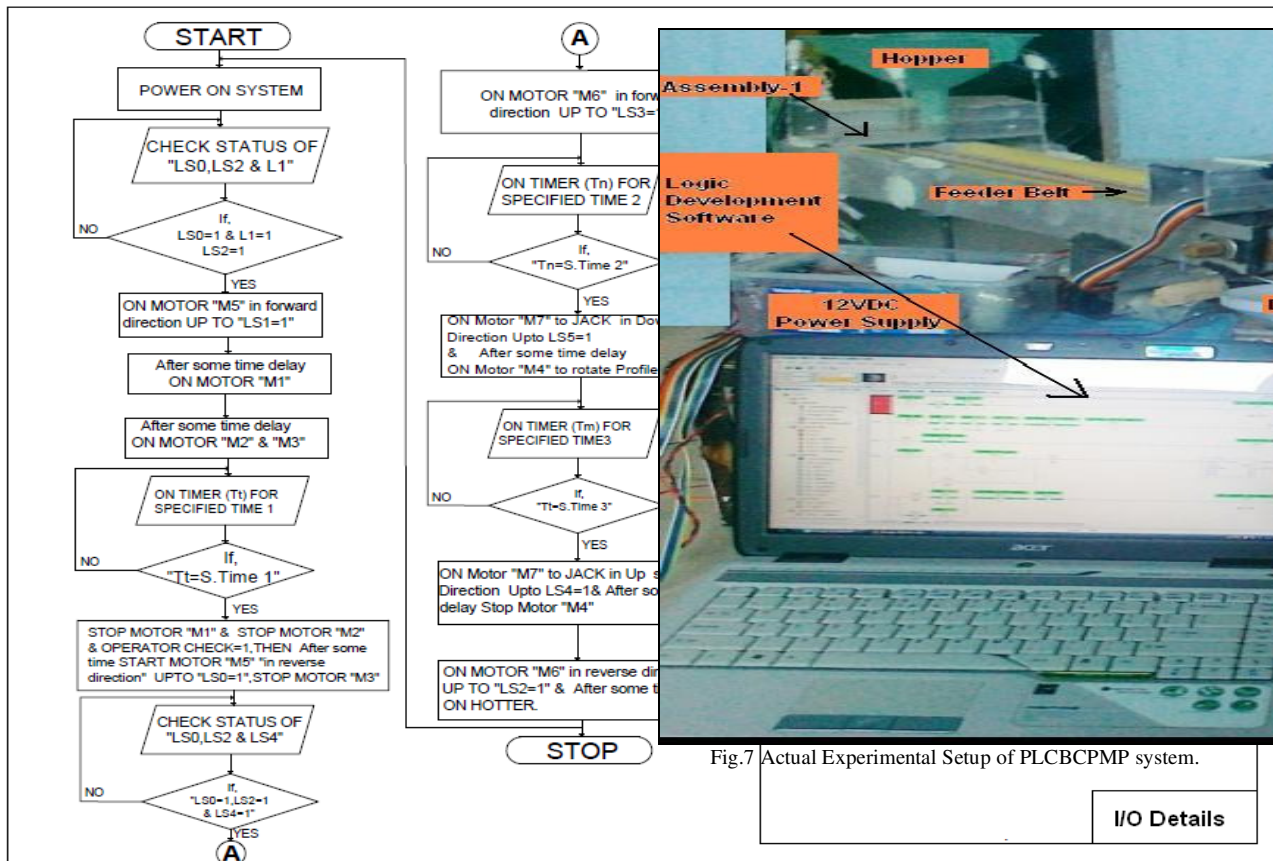 START
POWER ON SYSTEM
CHECK STATUS OF
"LS0,LS2 & L1"
If,
LS0=1 & L1=1
LS2=1
NO
YES
ON MOTOR "M5" in forward
direction UP TO "LS1=1"
After some time delay
ON MOTOR "M1"
After some time delay
ON MOTOR "M2" & "M3"
ON TIMER (Tt) FOR
SPECIFIED TIME 1
If,
"Tt=S.Time 1"
NO
YES
STOP MOTOR "M1" & STOP MOTOR "M2"
& OPERATOR CHECK=1,THEN After some
time START MOTOR "M5" "in reverse
direction" UPTO "LS0=1",STOP MOTOR "M3"
CHECK STATUS OF
"LS0,LS2 & LS4"
If,
"LS0=1,LS2=1
& LS4=1"
NO
YES
A
A
ON MOTOR "M6" in forw
direction UP TO "LS3=1
ON TIMER (Tn) FOR
SPECIFIED TIME 2
If,
"Tn=S.Time 2"
NO
YES
ON Motor "M7" to JACK in Dov
Direction Upto LS5=1
& After some time delay
ON Motor "M4" to rotate Profile
ON TIMER (Tm) FOR
SPECIFIED TIME3
If,
"Tt=S.Time 3"
NO
YES
ON Motor "M7" to JACK in Up s
Direction Upto LS4=1& After so
delay Stop Motor "M4"
ON MOTOR "M6" in reverse di
UP TO "LS2=1" & After some t
ON HOTTER.
STOP
Hopper
Assembly-1
Logic
Development
Software
Feeder Belt
12VDC
Power Supply
acer
Fig.7 Actual Experimental Setup of PLCBCPMP system.
I/O Details